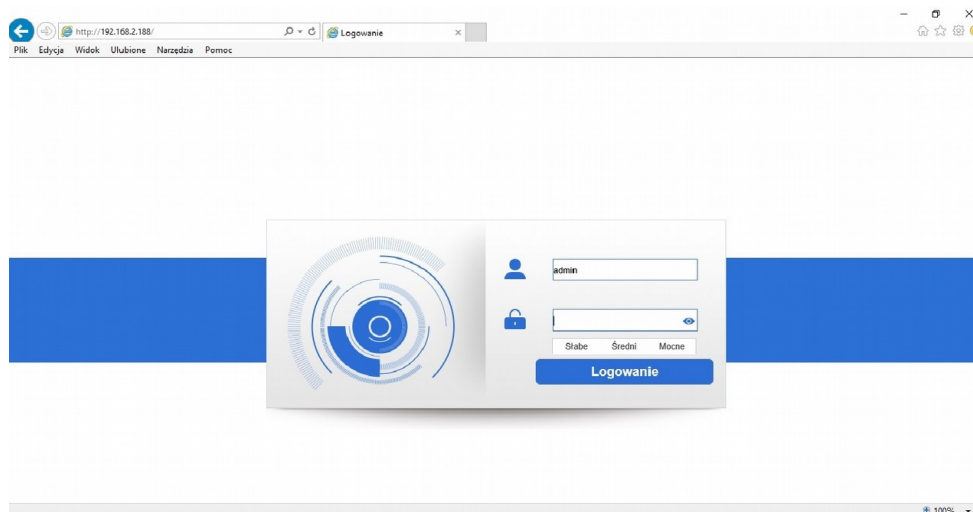 http://192.168.2.188/
Logowanie
Plik Edycja Widok Ulubione Narzędzia Pomoc
admin
Słabe Średni Mocne
Logowanie
100%